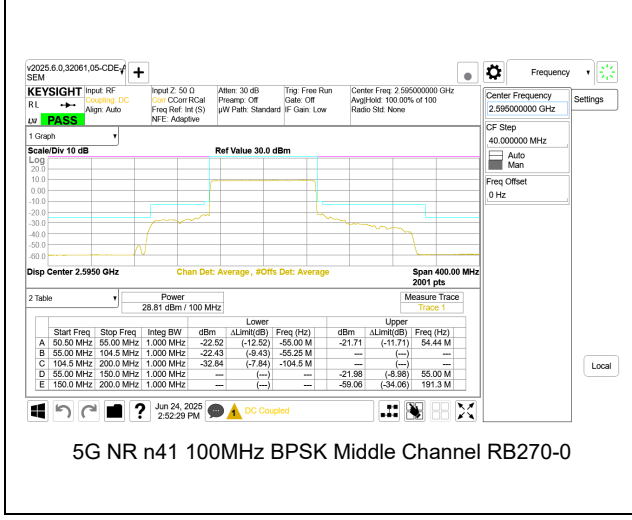 v2025.6.0,32061,05-CDE-
SEM
Frequency
KEYSIGHT
R L
PASS
Input: RF
Coupling: DC
Align: Auto
Input Z: 50 Ω
Corr CCorr RCal
Freq Ref: Int (S)
NFE: Adaptive
Atten: 30 dB
Preamp: Off
µW Path: Standard
Trig: Free Run
Gate: Off
IF Gain: Low
Center Freq: 2.595000000 GHz
Avg|Hold: 100.00% of 100
Radio Std: None
Center Frequency
2.595000000 GHz
Settings
CF Step
40.000000 MHz
Auto
Man
Freq Offset
0 Hz
1 Graph
Scale/Div 10 dB
Ref Value 30.0 dBm
Log
20.0
10.0
0.00
-10.0
-20.0
-30.0
-40.0
-50.0
-60.0
Disp Center 2.5950 GHz
Chan Det: Average, #Offs Det: Average
Span 400.00 MHz
2001 pts
2 Table
Power
28.81 dBm / 100 MHz
Measure Trace
Trace 1
Lower Upper
Start Freq Stop Freq Integ BW dBm ΔLimit(dB) Freq (Hz) dBm ΔLimit(dB) Freq (Hz)
A 50.50 MHz 55.00 MHz 1.000 MHz -22.52 (-12.52) -55.00 M -21.71 (-11.71) 54.44 M
B 55.00 MHz 104.5 MHz 1.000 MHz -22.43 (-9.43) -55.25 M --- (---) ---
C 104.5 MHz 200.0 MHz 1.000 MHz -32.84 (-7.84) -104.5 M --- (---) ---
D 55.00 MHz 150.0 MHz 1.000 MHz --- (---) --- -21.98 (-8.98) 55.00 M
E 150.0 MHz 200.0 MHz 1.000 MHz --- (---) --- -59.06 (-34.06) 191.3 M
Local
Jun 24, 2025
2:52:29 PM
DC Coupled
5G NR n41 100MHz BPSK Middle Channel RB270-0